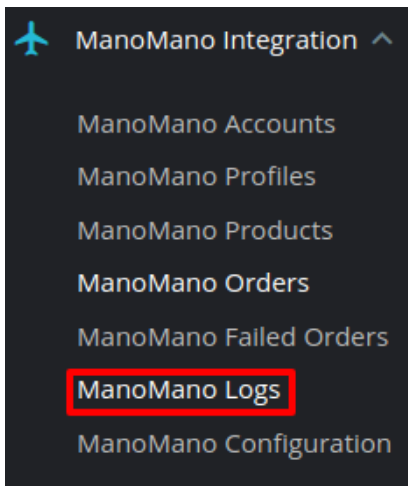 ManoMano Integration
ManoMano Accounts
ManoMano Profiles
ManoMano Products
ManoMano Orders
ManoMano Failed Orders
ManoMano Logs
ManoMano Configuration